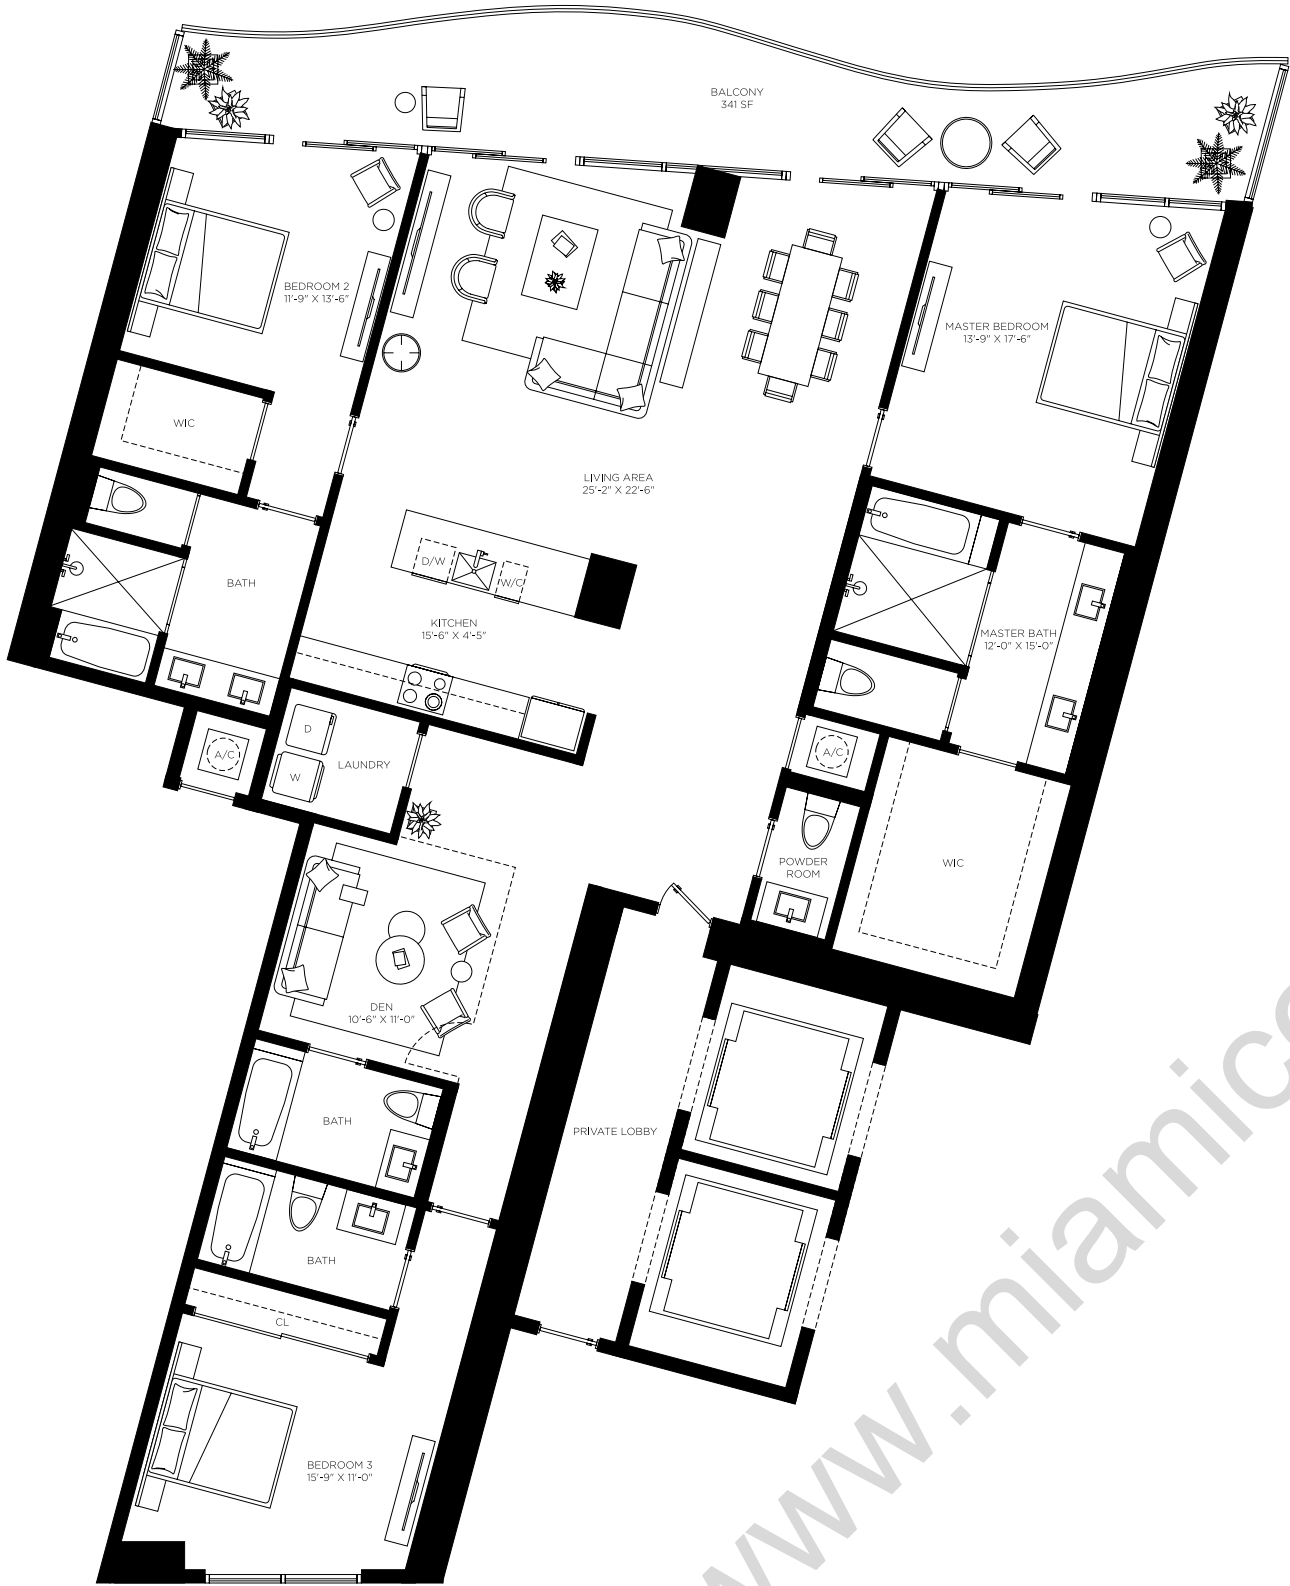 BALCONY
341 SF
BEDROOM 2
11'-9" X 13'-6"
MASTER BEDROOM
13'-9" X 17'-6"
WIC
LIVING AREA
25'-2" X 22'-6"
D/W
W/C
BATH
KITCHEN
15'-6" X 4'-5"
MASTER BATH
12'-0" X 15'-0"
D
A/C
LAUNDRY
W
A/C
POWDER
ROOM
WIC
DEN
10'-6" X 11'-0"
BATH
PRIVATE LOBBY
BATH
CL
BEDROOM 3
15'-9" X 11'-0"
www.miamico